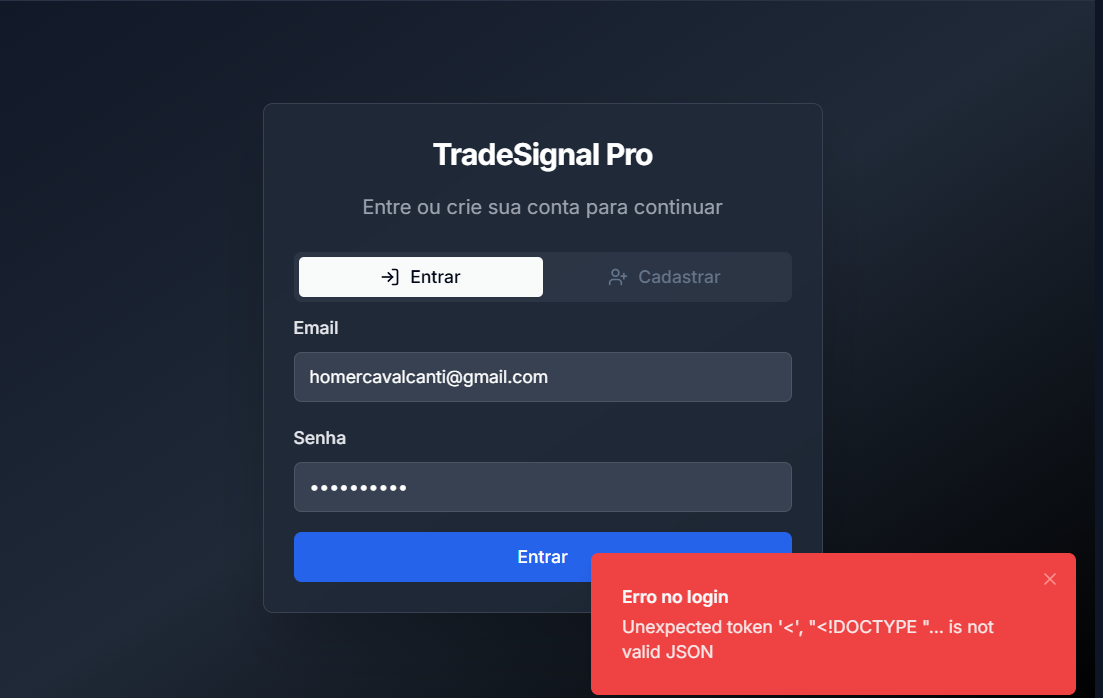 TradeSignal Pro
Entre ou crie sua conta para continuar
Entrar
Cadastrar
Email
homercavalcanti@gmail.com
Senha
••••••••••
Entrar
Erro no login
Unexpected token '<', "<!DOCTYPE "... is not
valid JSON